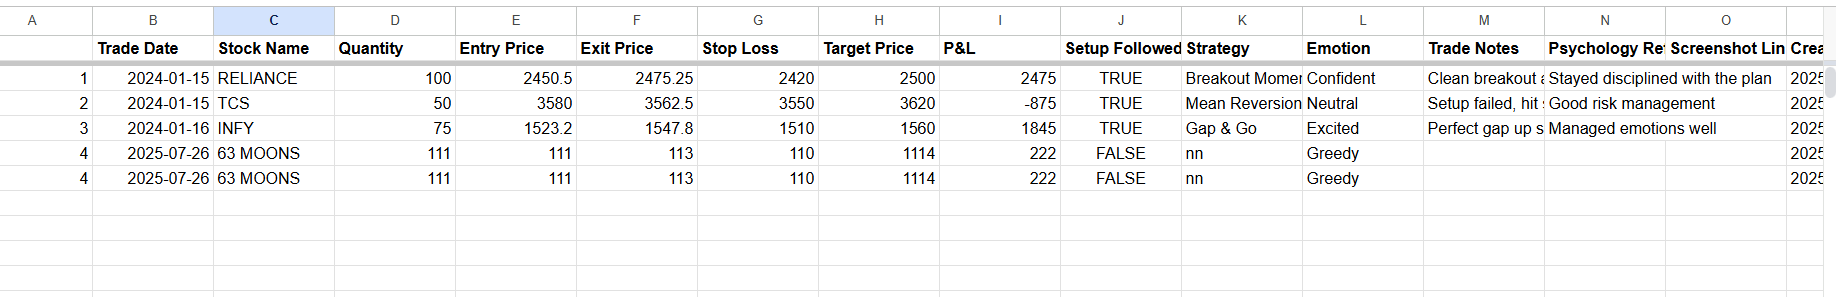 A B C D E F G H I J K L M N O
Trade Date Stock Name Quantity Entry Price Exit Price Stop Loss Target Price P&L Setup Followed Strategy Emotion Trade Notes Psychology Re Screenshot Lin Crea
1 2024-01-15 RELIANCE 100 2450.5 2475.25 2420 2500 2475 TRUE Breakout Momer Confident Clean breakout Stayed disciplined with the plan 2025
2 2024-01-15 TCS 50 3580 3562.5 3550 3620 -875 TRUE Mean Reversion Neutral Setup failed, hit Good risk management 2025
3 2024-01-16 INFY 75 1523.2 1547.8 1510 1560 1845 TRUE Gap & Go Excited Perfect gap up s Managed emotions well 2025
4 2025-07-26 63 MOONS 111 111 113 110 1114 222 FALSE nn Greedy 2025
4 2025-07-26 63 MOONS 111 111 113 110 1114 222 FALSE nn Greedy 2025